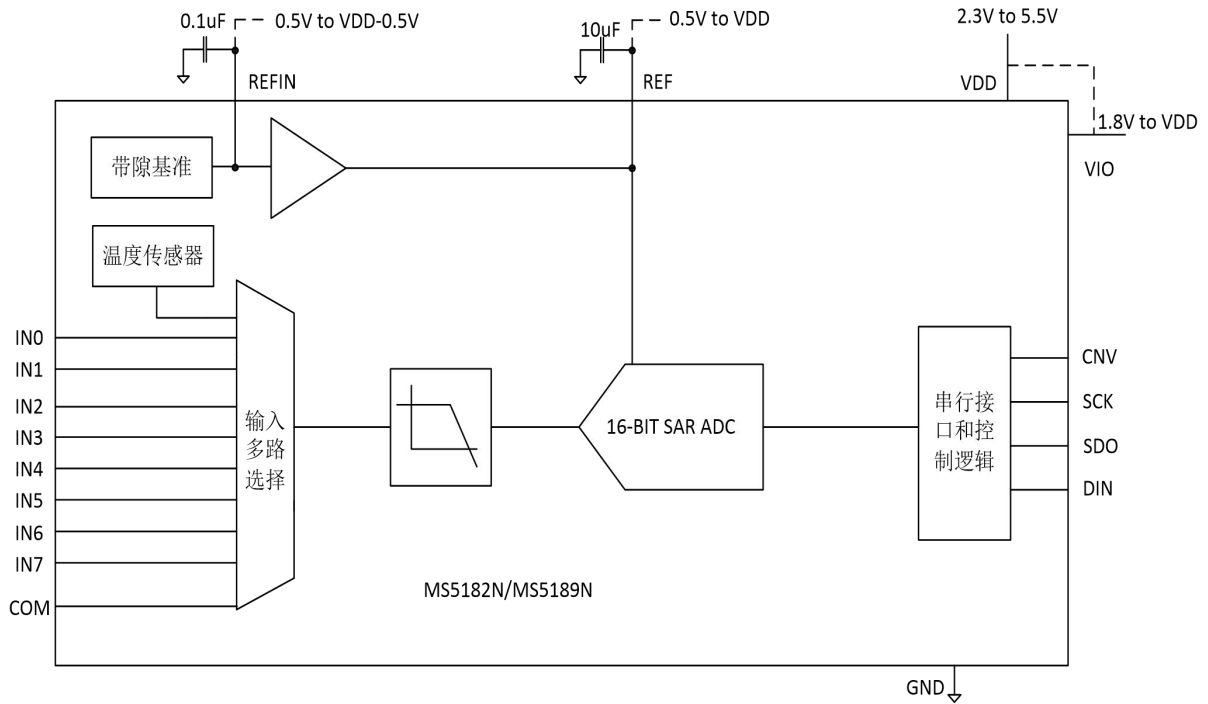 0.1uF
0.5V to VDD-0.5V
10uF
0.5V to VDD
2.3V to 5.5V
REFIN
REF
VDD
1.8V to VDD
VIO
带隙基准
温度传感器
IN0
IN1
IN2
IN3
IN4
IN5
IN6
IN7
COM
输入
多路
选择
16-BIT SAR ADC
串行接
口和控
制逻辑
CNV
SCK
SDO
DIN
MS5182N/MS5189N
GND